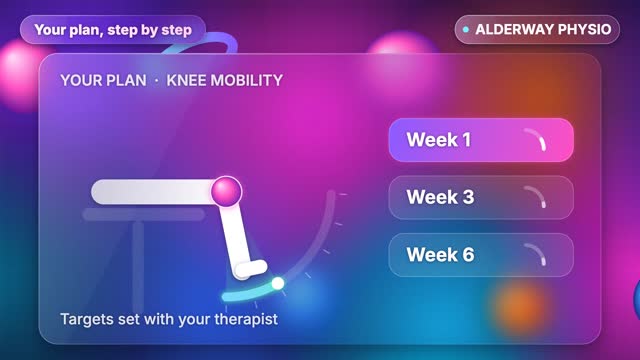 Your plan, step by step
ALDERWAY PHYSIO
YOUR PLAN · KNEE MOBILITY
Week 1
Week 3
Week 6
Targets set with your therapist